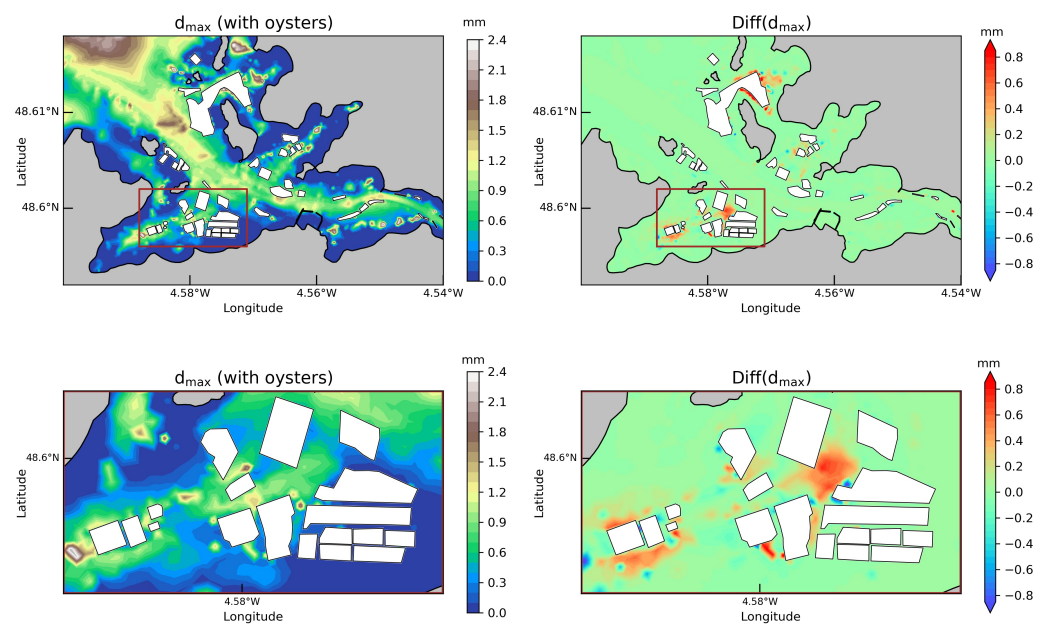 d_max (with oysters)
mm
Latitude
48.61°N
48.6°N
4.58°W
4.56°W
4.54°W
Longitude
2.4
2.1
1.8
1.5
1.2
0.9
0.6
0.3
0.0
Diff(d_max)
mm
Latitude
48.61°N
48.6°N
4.58°W
4.56°W
4.54°W
Longitude
0.8
0.6
0.4
0.2
0.0
−0.2
−0.4
−0.6
−0.8
d_max (with oysters)
mm
Latitude
48.6°N
4.58°W
Longitude
2.4
2.1
1.8
1.5
1.2
0.9
0.6
0.3
0.0
Diff(d_max)
mm
Latitude
48.6°N
4.58°W
Longitude
0.8
0.6
0.4
0.2
0.0
−0.2
−0.4
−0.6
−0.8